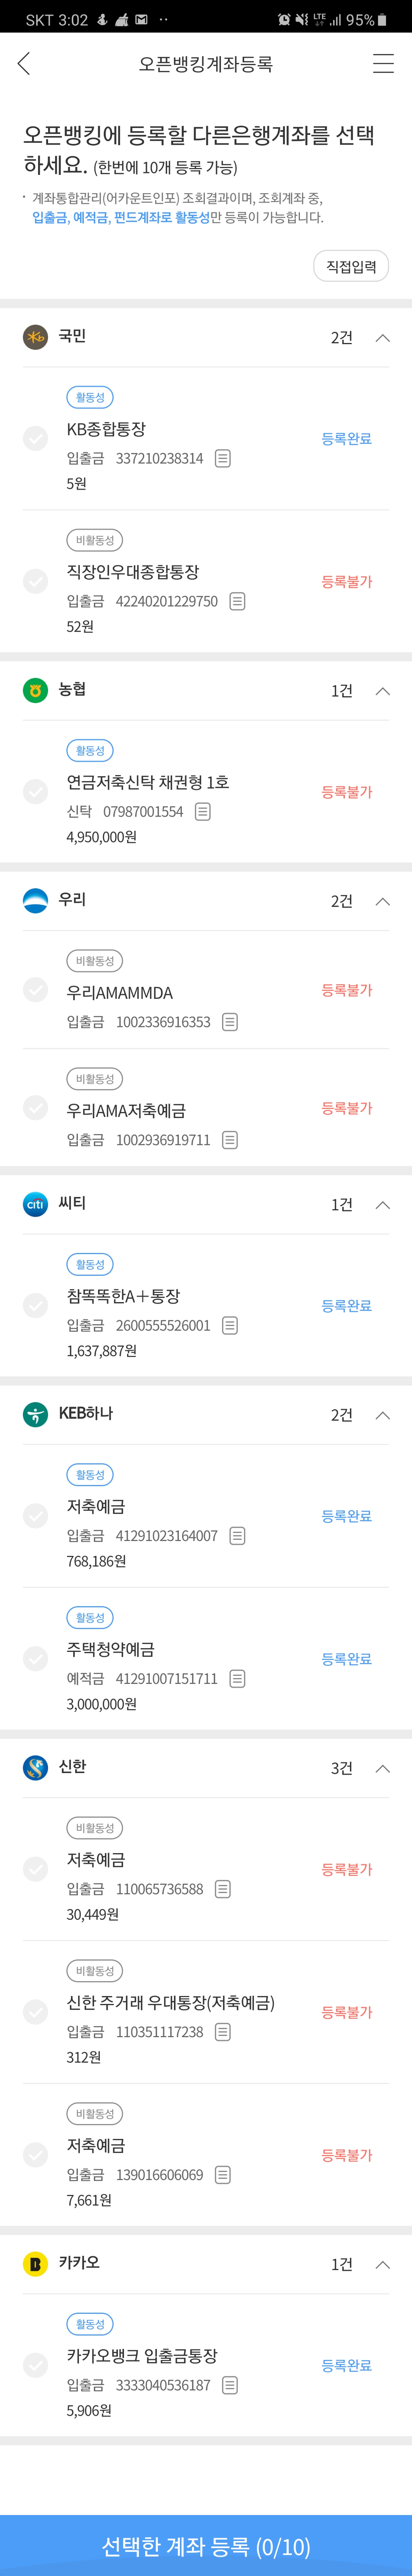 SKT 3:02 LTE 95%
오픈뱅킹계좌등록
오픈뱅킹에 등록할 다른은행계좌를 선택
하세요. (한번에 10개 등록 가능)
· 계좌통합관리(어카운트인포) 조회결과이며, 조회계좌 중,
입출금, 예적금, 펀드계좌로 활동성만 등록이 가능합니다.
직접입력
국민 2건
활동성
KB종합통장
등록완료
입출금 337210238314
5원
비활동성
직장인우대종합통장
등록불가
입출금 42240201229750
52원
농협 1건
활동성
연금저축신탁 채권형 1호
등록불가
신탁 07987001554
4,950,000원
우리 2건
비활동성
우리AMAMMDA
등록불가
입출금 1002336916353
비활동성
우리AMA저축예금
등록불가
입출금 1002936919711
citi 씨티 1건
활동성
참똑똑한A+통장
등록완료
입출금 2600555526001
1,637,887원
KEB하나 2건
활동성
저축예금
등록완료
입출금 41291023164007
768,186원
활동성
주택청약예금
등록완료
예적금 41291007151711
3,000,000원
신한 3건
비활동성
저축예금
등록불가
입출금 110065736588
30,449원
비활동성
신한 주거래 우대통장(저축예금)
등록불가
입출금 110351117238
312원
비활동성
저축예금
등록불가
입출금 139016606069
7,661원
B 카카오 1건
활동성
카카오뱅크 입출금통장
등록완료
입출금 3333040536187
5,906원
선택한 계좌 등록 (0/10)